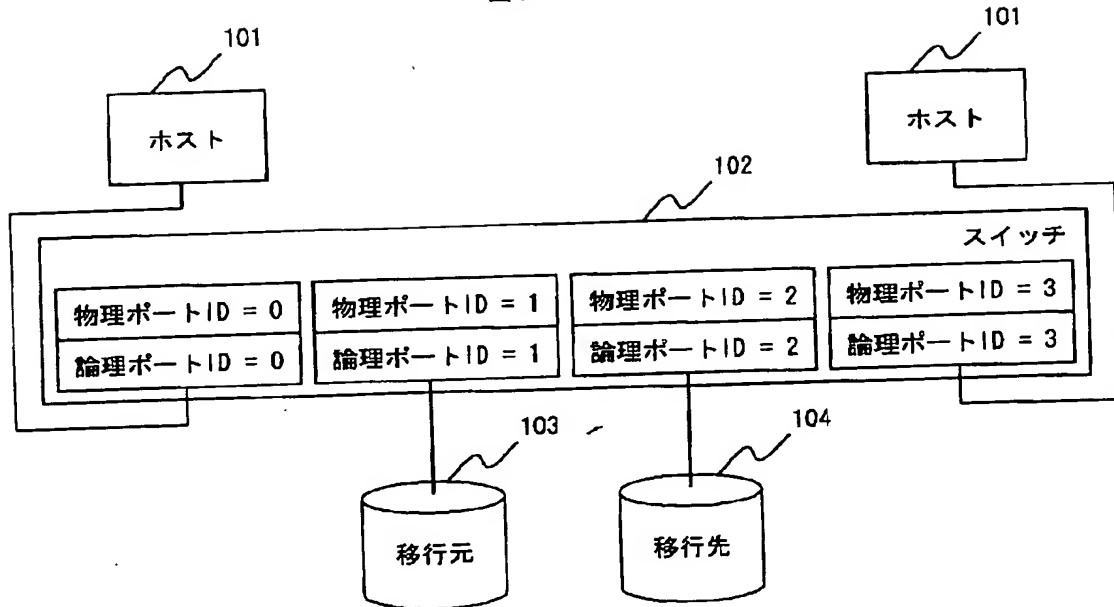 101
101
ホスト
ホスト
102
スイッチ
物理ポートID = 0
物理ポートID = 1
物理ポートID = 2
物理ポートID = 3
論理ポートID = 0
論理ポートID = 1
論理ポートID = 2
論理ポートID = 3
103
104
移行元
移行先